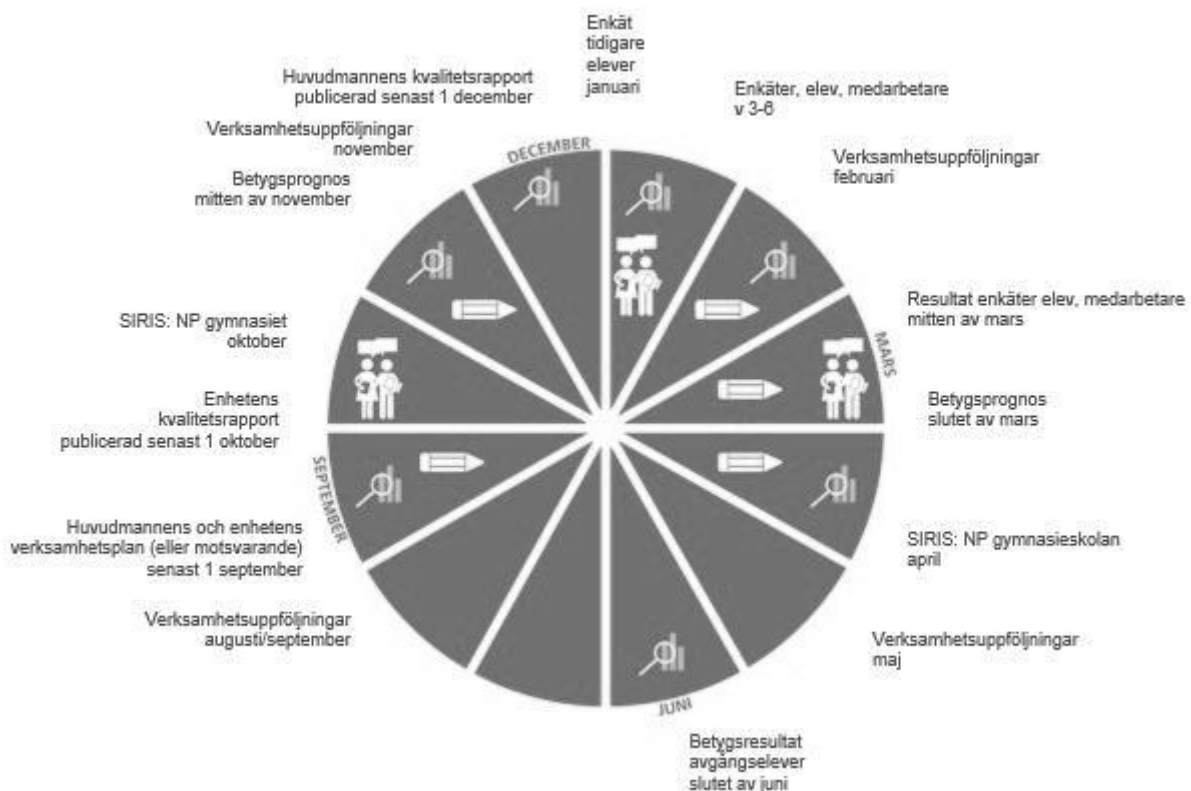 Enkät
tidigare
elever
januari
Enkäter, elev, medarbetare
v 3-6
Verksamhetsuppföljningar
februari
Resultat enkäter elev, medarbetare
mitten av mars
MARS
Betygsprognos
slutet av mars
SIRIS: NP gymnasieskolan
april
Verksamhetsuppföljningar
maj
JUNI
Betygsresultat
avgångselever
slutet av juni
Verksamhetsuppföljningar
augusti/september
Huvudmannens och enhetens
verksamhetsplan (eller motsvarande)
senast 1 september
SEPTEMBER
Enhetens
kvalitetsrapport
publicerad senast 1 oktober
SIRIS: NP gymnasiet
oktober
Betygsprognos
mitten av november
Verksamhetsuppföljningar
november
Huvudmannens kvalitetsrapport
publicerad senast 1 december
DECEMBER